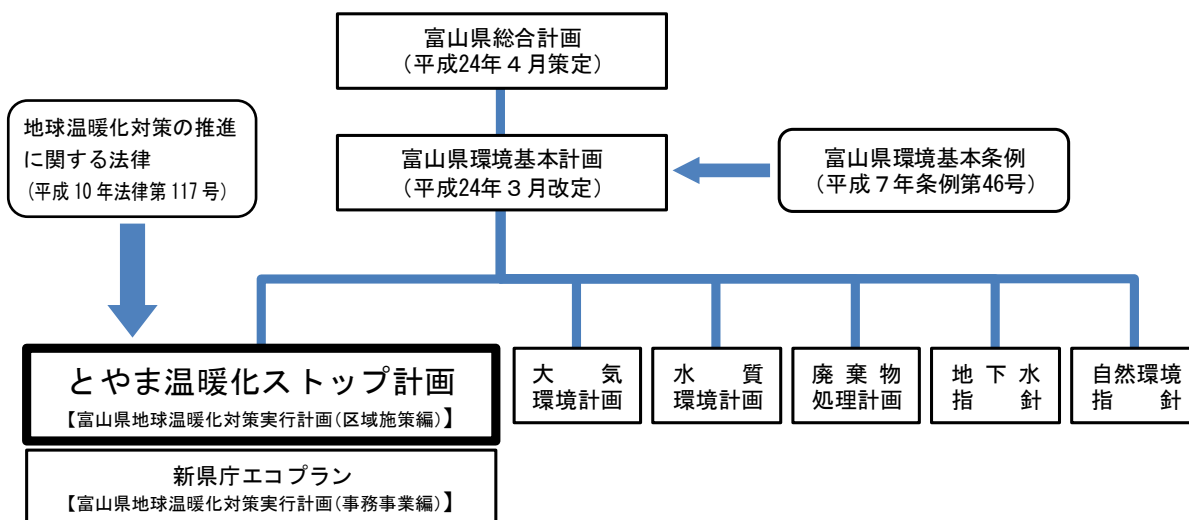 富山県総合計画
（平成24年４月策定）
地球温暖化対策の推進
に関する法律
（平成10年法律第117号）
富山県環境基本計画
（平成24年３月改定）
富山県環境基本条例
（平成７年条例第46号）
とやま温暖化ストップ計画
【富山県地球温暖化対策実行計画(区域施策編)】
大気
環境計画
水質
環境計画
廃棄物
処理計画
地下水
指針
自然環境
指針
新県庁エコプラン
【富山県地球温暖化対策実行計画(事務事業編)】